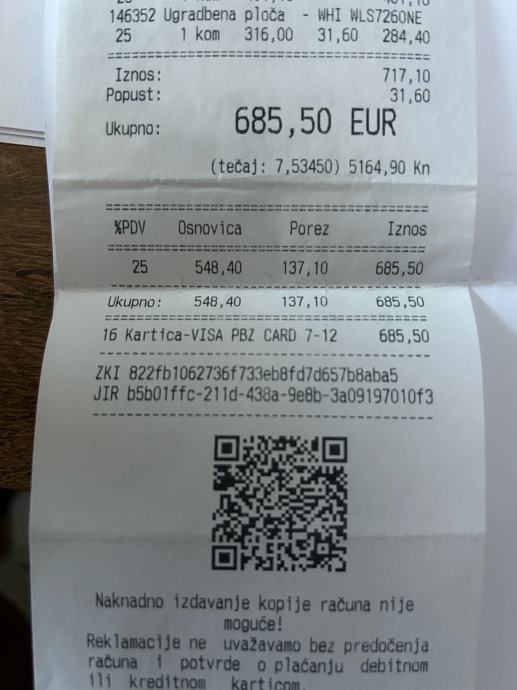 146352 Ugradbena ploča - WHI WLS7260NE
25 1 kom 316,00 31,60 284,40
Iznos: 717,10
Popust: 31,60
Ukupno: 685,50 EUR
(tečaj: 7,53450) 5164,90 Kn
%PDV Osnovica Porez Iznos
25 548,40 137,10 685,50
Ukupno: 548,40 137,10 685,50
16 Kartica-VISA PBZ CARD 7-12 685,50
ZKI 822fb1062736f733eb8fd7d657b8aba5
JIR b5b01ffc-211d-438a-9e8b-3a09197010f3
Naknadno izdavanje kopije računa nije
moguće!
Reklamacije ne uvažavamo bez predočenja
računa i potvrde o plaćanju debitnom
ili kreditnom karticom.